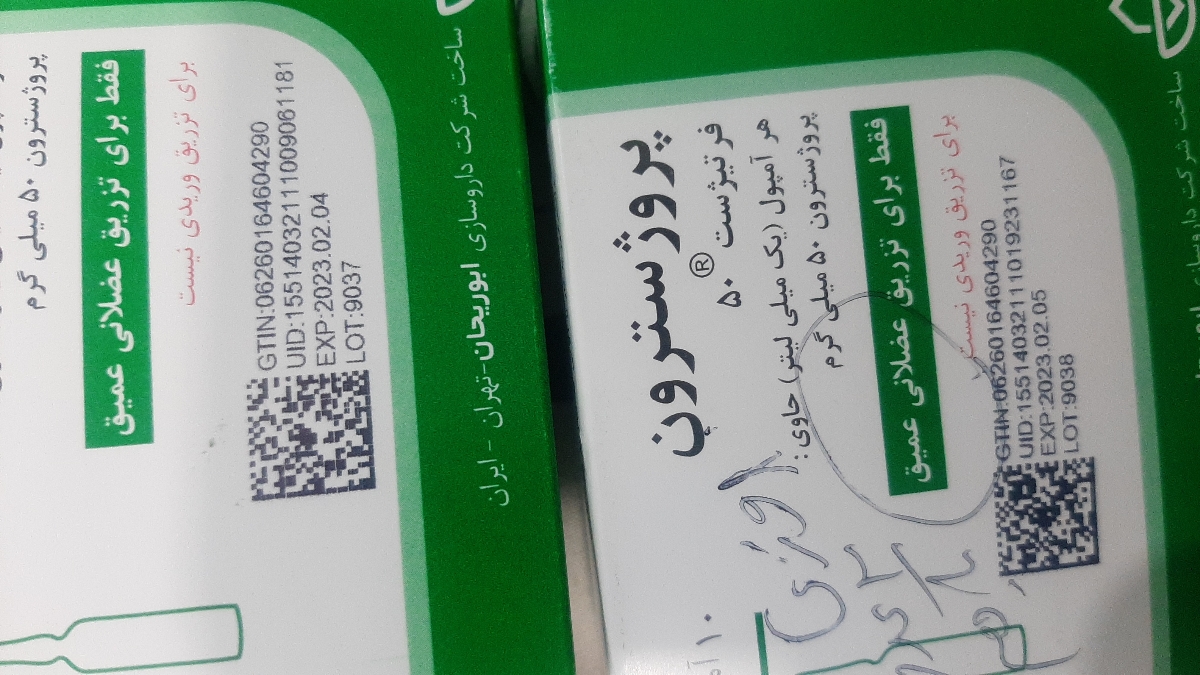 پروژسترون ۵۰ میلی گرم
فقط برای تزریق عضلانی عمیق
برای تزریق وریدی نیست
GTIN:06260164604290
UID:15514032111009061181
EXP:2023.02.04
LOT:9037
ساخت شرکت داروسازی ابوریحان-تهران - ایران
پروژسترون
فرتیژست® ۵۰
هر آمپول (یک میلی لیتر) حاوی:
پروژسترون ۵۰ میلی گرم
فقط برای تزریق عضلانی عمیق
برای تزریق وریدی نیست
GTIN:06260164604290
UID:15514032111019231167
EXP:2023.02.05
LOT:9038
۱۰
ساخت شرکت